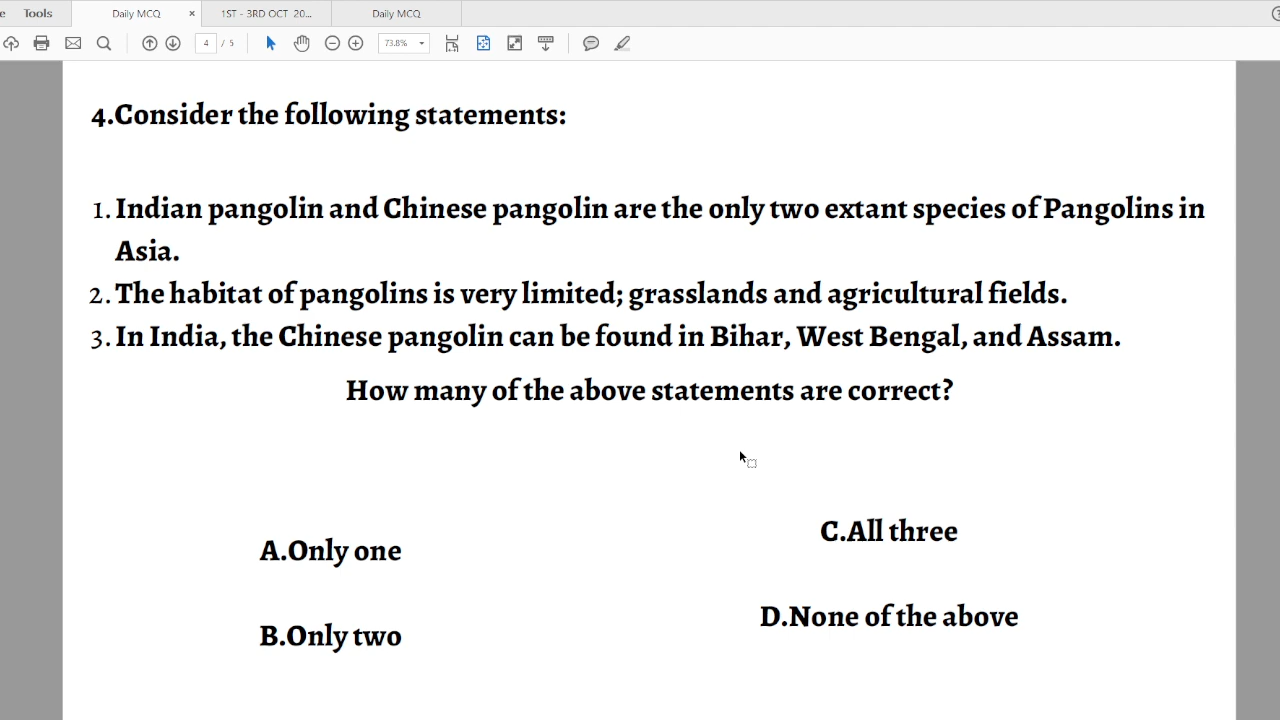 e Tools Daily MCQ × 1ST - 3RD OCT 20... Daily MCQ
4 / 5 73.8%
4.Consider the following statements:
1. Indian pangolin and Chinese pangolin are the only two extant species of Pangolins in
Asia.
2. The habitat of pangolins is very limited; grasslands and agricultural fields.
3. In India, the Chinese pangolin can be found in Bihar, West Bengal, and Assam.
How many of the above statements are correct?
A.Only one
C.All three
B.Only two
D.None of the above